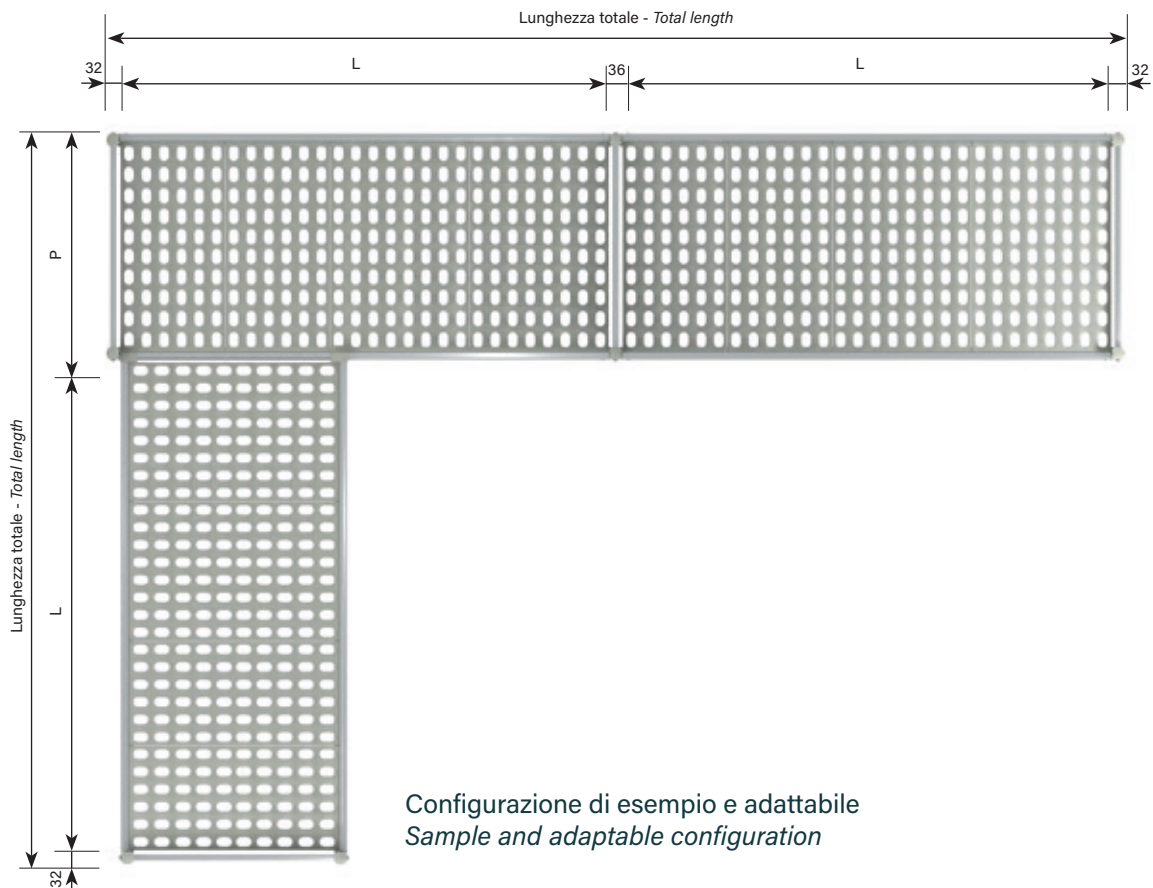 Lunghezza totale - Total length
32
L
36
L
32
P
Lunghezza totale - Total length
L
32
Configurazione di esempio e adattabile
Sample and adaptable configuration